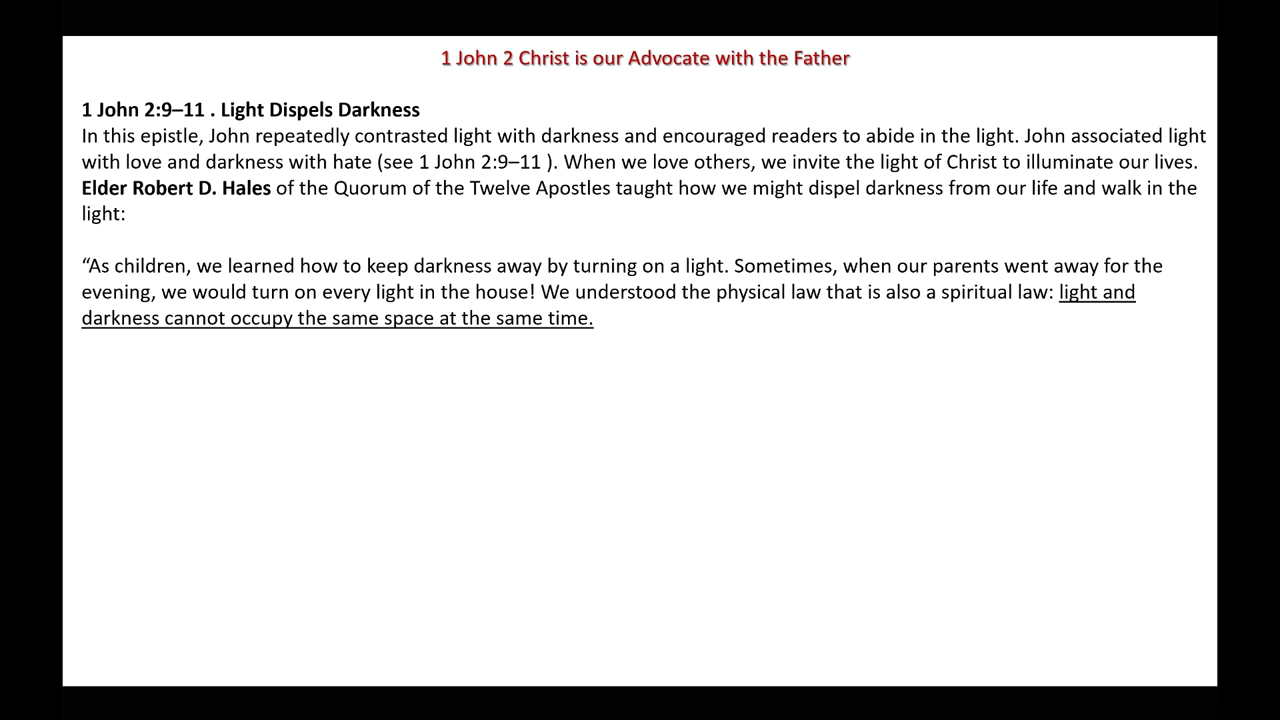 1 John 2 Christ is our Advocate with the Father
1 John 2:9–11 . Light Dispels Darkness
In this epistle, John repeatedly contrasted light with darkness and encouraged readers to abide in the light. John associated light
with love and darkness with hate (see 1 John 2:9–11 ). When we love others, we invite the light of Christ to illuminate our lives.
Elder Robert D. Hales of the Quorum of the Twelve Apostles taught how we might dispel darkness from our life and walk in the
light:
“As children, we learned how to keep darkness away by turning on a light. Sometimes, when our parents went away for the
evening, we would turn on every light in the house! We understood the physical law that is also a spiritual law: light and
darkness cannot occupy the same space at the same time.